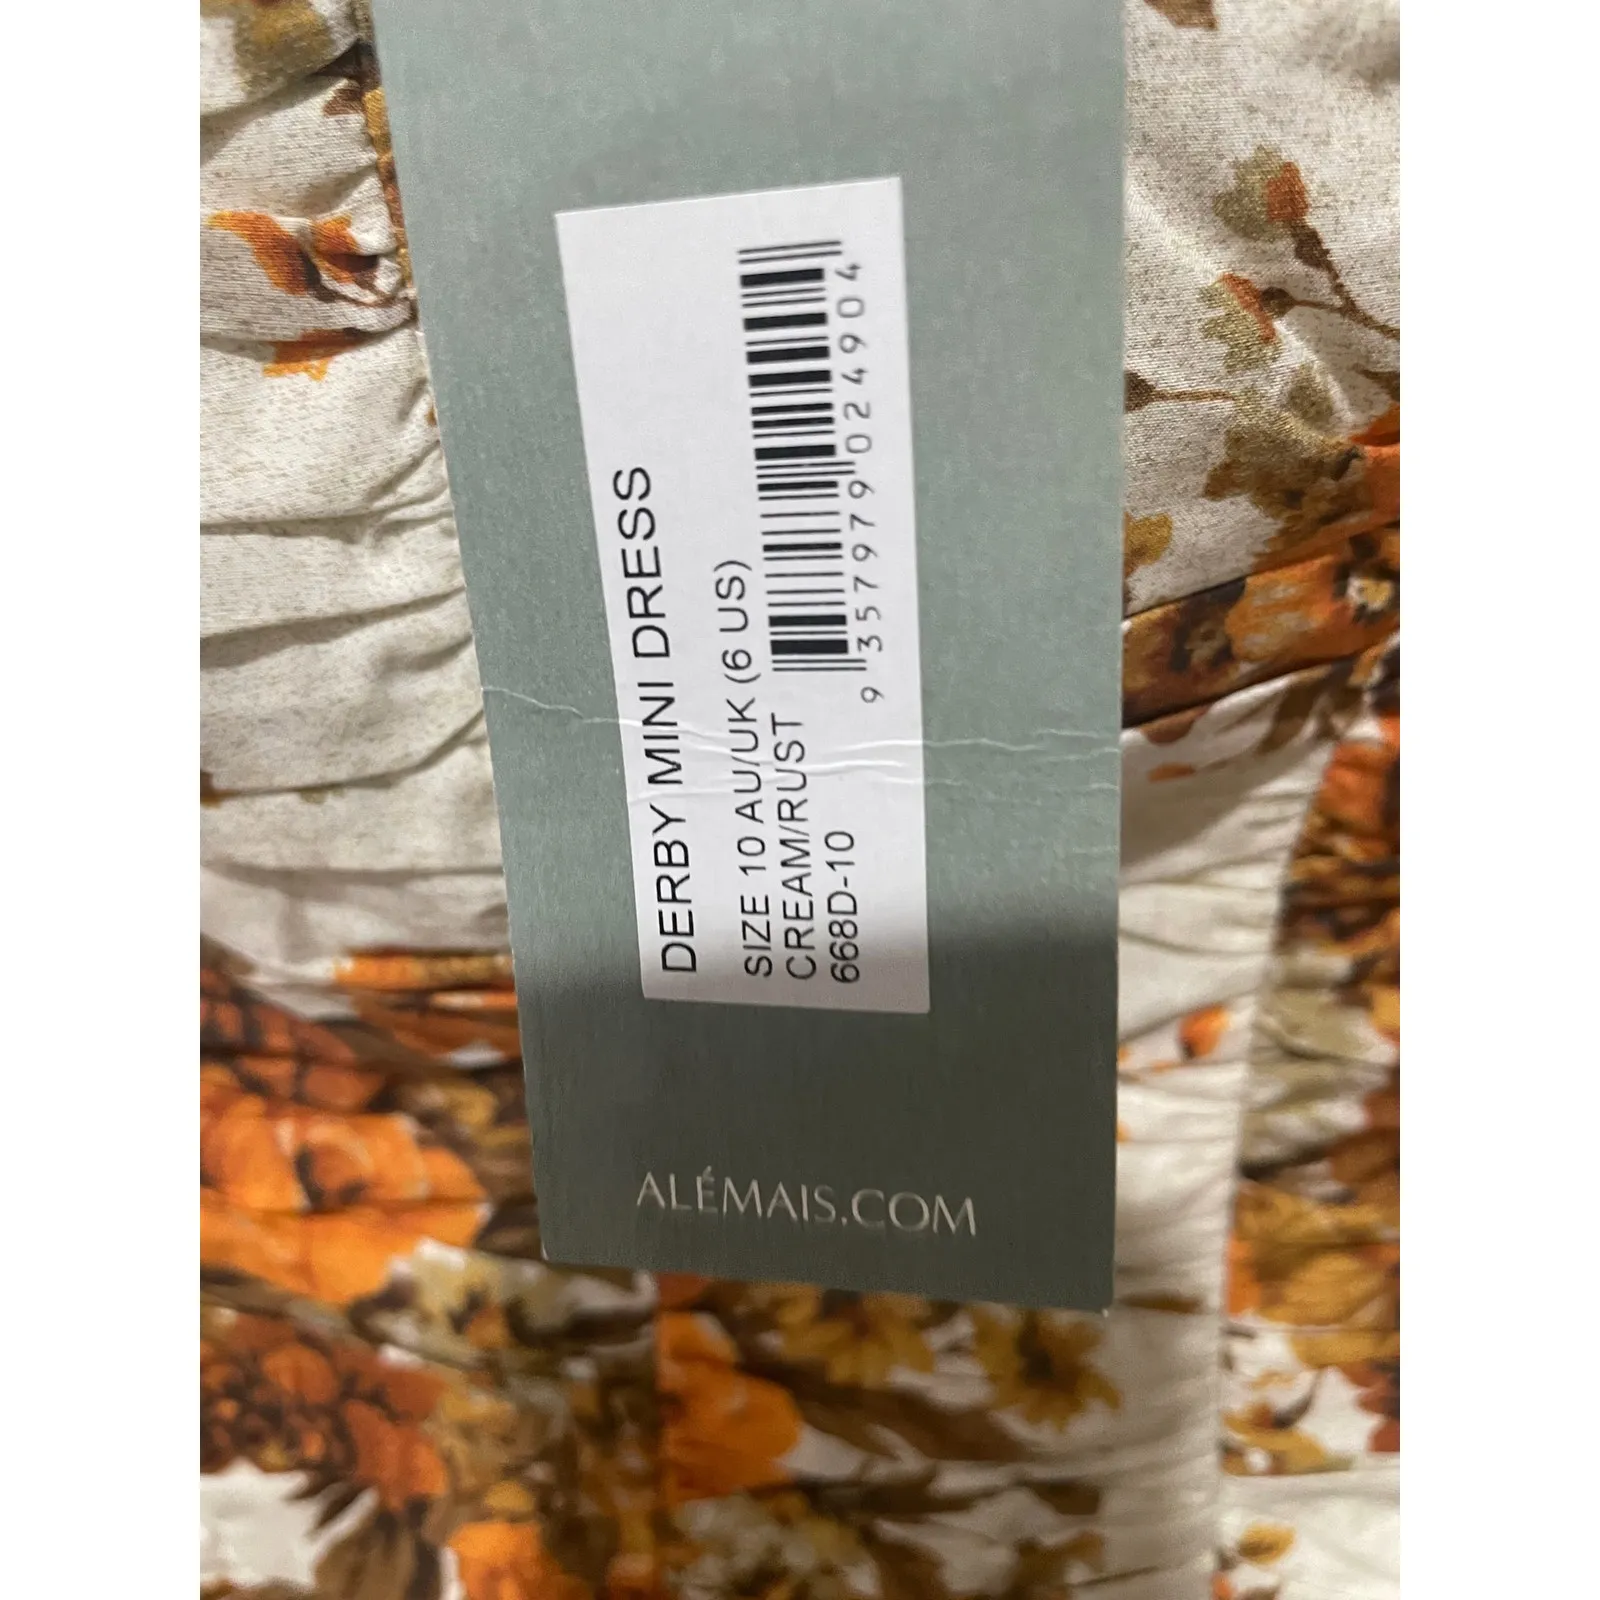 DERBY MINI DRESS
SIZE 10 AU/UK (6 US)
CREAM/RUST
668D-10
9 357979 024904
ALÉMAIS.COM